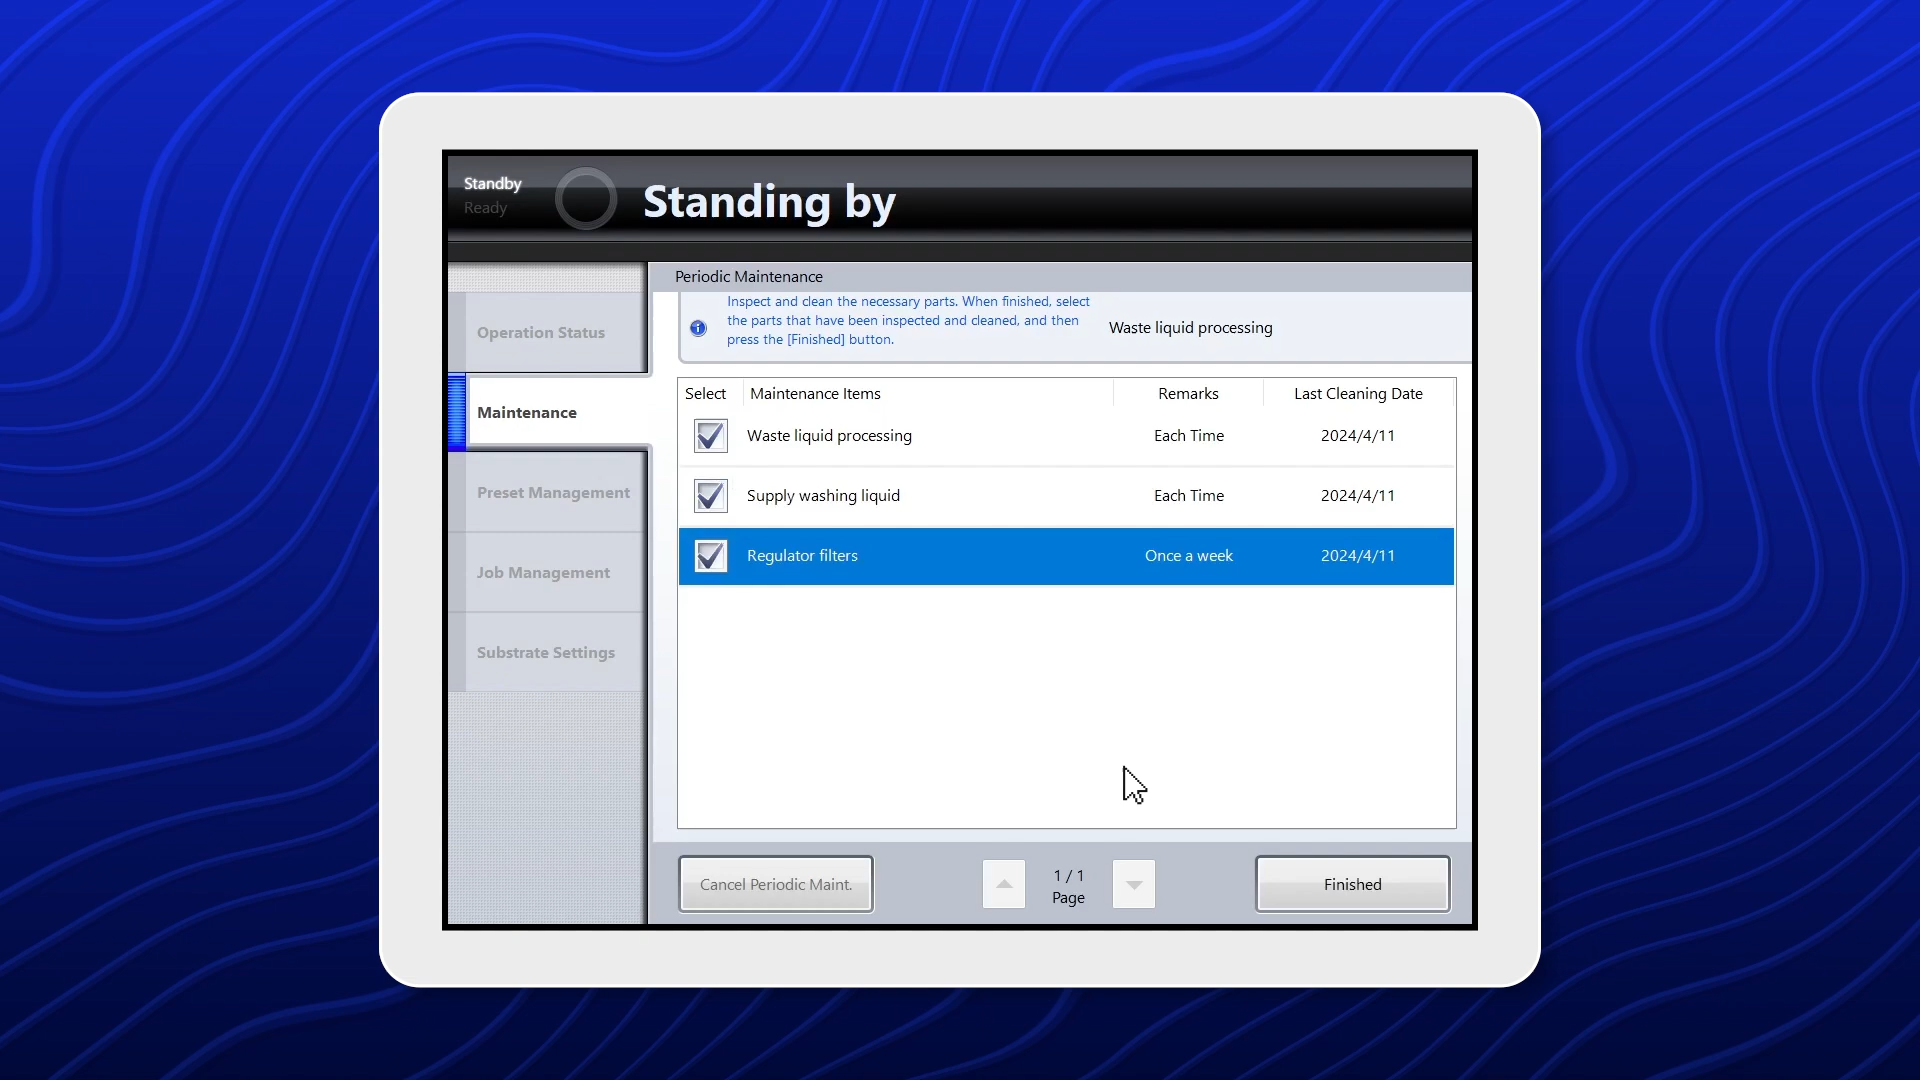 Standby
Ready
Standing by
Periodic Maintenance
Operation Status
Maintenance
Preset Management
Job Management
Substrate Settings
Inspect and clean the necessary parts. When finished, select
the parts that have been inspected and cleaned, and then
press the [Finished] button.
Waste liquid processing
Select Maintenance Items Remarks Last Cleaning Date
Waste liquid processing Each Time 2024/4/11
Supply washing liquid Each Time 2024/4/11
Regulator filters Once a week 2024/4/11
Cancel Periodic Maint.
1 / 1
Page
Finished